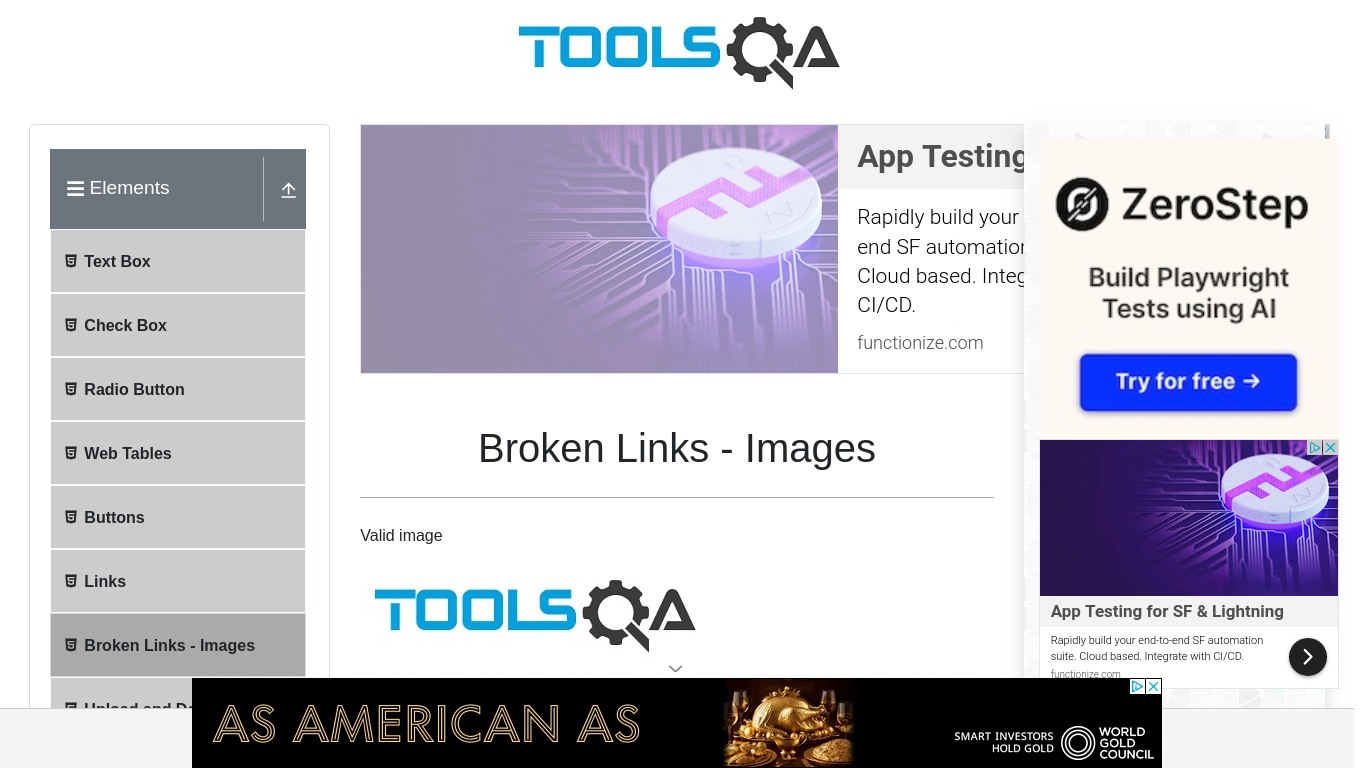 TOOLSQA
Elements
Text Box
Check Box
Radio Button
Web Tables
Buttons
Links
Broken Links - Images
App Testing
Rapidly build your
end SF automation
Cloud based. Integ
CI/CD.
functionize.com
Broken Links - Images
Valid image
TOOLSQA
ZeroStep
Build Playwright
Tests using AI
Try for free →
App Testing for SF & Lightning
Rapidly build your end-to-end SF automation
suite. Cloud based. Integrate with CI/CD.
functionize.com
AS AMERICAN AS
SMART INVESTORS
HOLD GOLD
WORLD
GOLD
COUNCIL